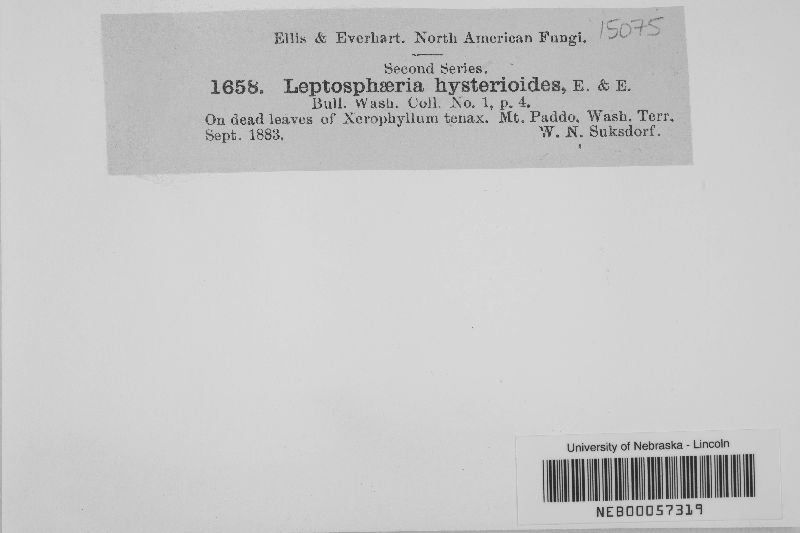 Ellis & Everhart. North American Fungi. 15075
Second Series.
1658. Leptosphæria hysterioides, E. & E.
Bull. Wash. Coll. No. 1, p. 4.
On dead leaves of Xerophyllum tenax. Mt. Paddo, Wash. Terr.
Sept. 1883. W. N. Suksdorf.
University of Nebraska - Lincoln
NEB00057319